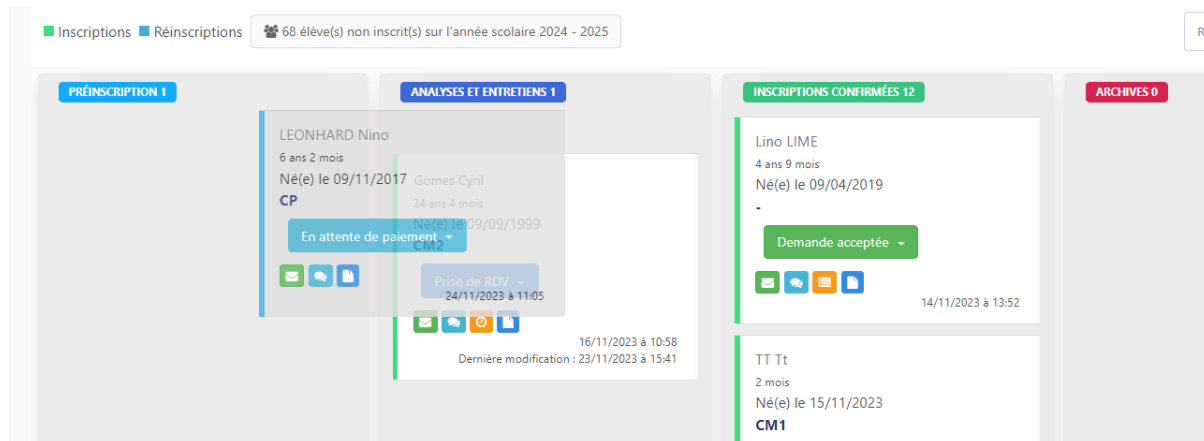 Inscriptions Réinscriptions 68 élève(s) non inscrit(s) sur l'année scolaire 2024 - 2025
R
PRÉINSCRIPTION 1
ANALYSES ET ENTRETIENS 1
INSCRIPTIONS CONFIRMÉES 12
ARCHIVES 0
LEONHARD Nino
6 ans 2 mois
Né(e) le 09/11/2017
CP
En attente de paiement
24/11/2023 à 11:05
Gomes Cyril
24 ans 4 mois
Né(e) le 09/09/1999
CM2
Prise de RDV
16/11/2023 à 10:58
Dernière modification : 23/11/2023 à 15:41
Lino LIME
4 ans 9 mois
Né(e) le 09/04/2019
-
Demande acceptée
14/11/2023 à 13:52
TT Tt
2 mois
Né(e) le 15/11/2023
CM1